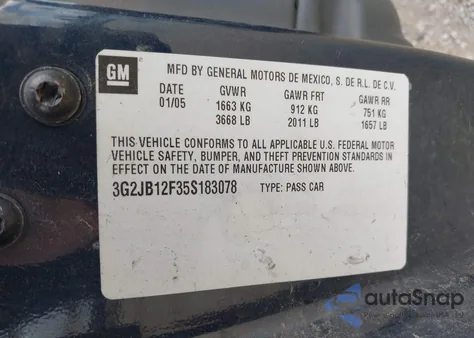 GM
MFD BY GENERAL MOTORS DE MEXICO, S. DE R.L. DE C.V.
DATE GVWR GAWR FRT GAWR RR
01/05 1663 KG 912 KG 751 KG
3668 LB 2011 LB 1657 LB
THIS VEHICLE CONFORMS TO ALL APPLICABLE U.S. FEDERAL MOTOR
VEHICLE SAFETY, BUMPER, AND THEFT PREVENTION STANDARDS IN
EFFECT ON THE DATE OF MANUFACTURE SHOWN ABOVE.
3G2JB12F35S183078 TYPE: PASS CAR
autoSnap